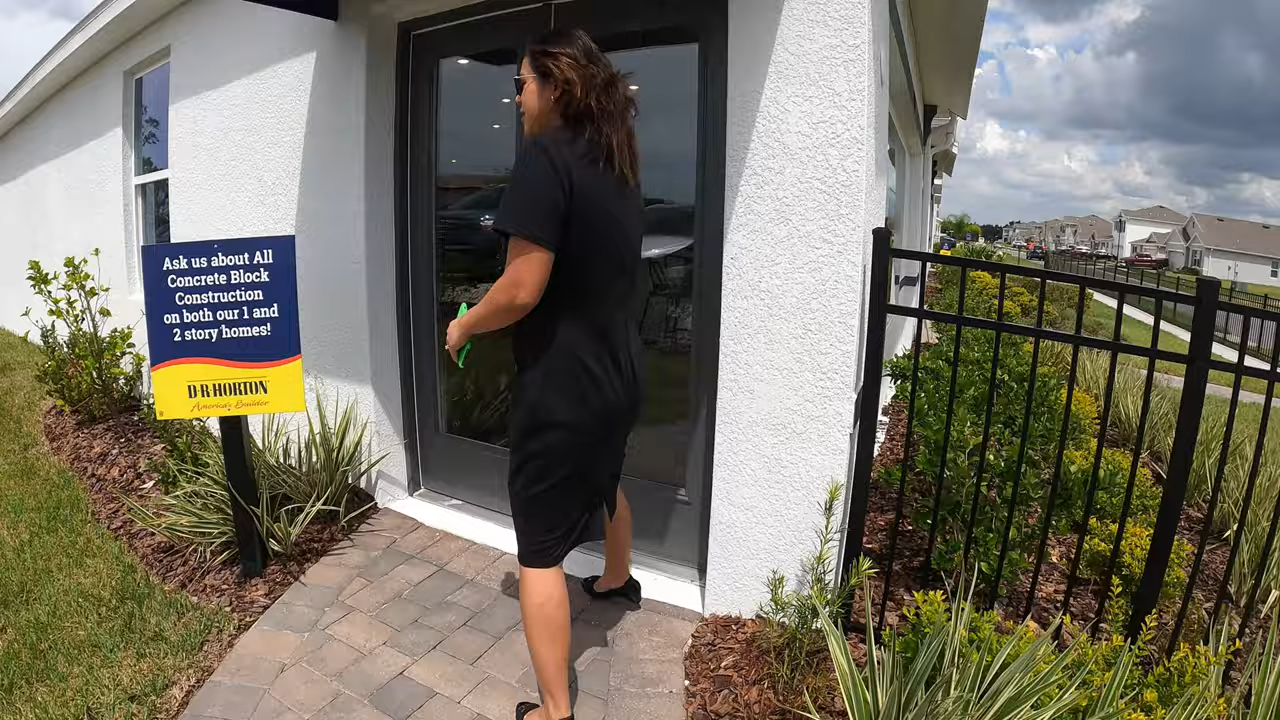 Ask us about All
Concrete Block
Construction
on both our 1 and
2 story homes!
D·R·HORTON
America's Builder